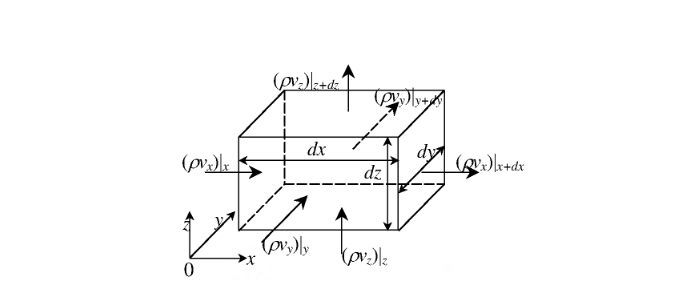 (ρv_z)|_{z+dz}
(ρv_y)|_{y+dy}
dx
dy
(ρv_x)|_x
dz
(ρv_x)|_{x+dx}
z
y
(ρv_y)|_y
(ρv_z)|_z
x
0